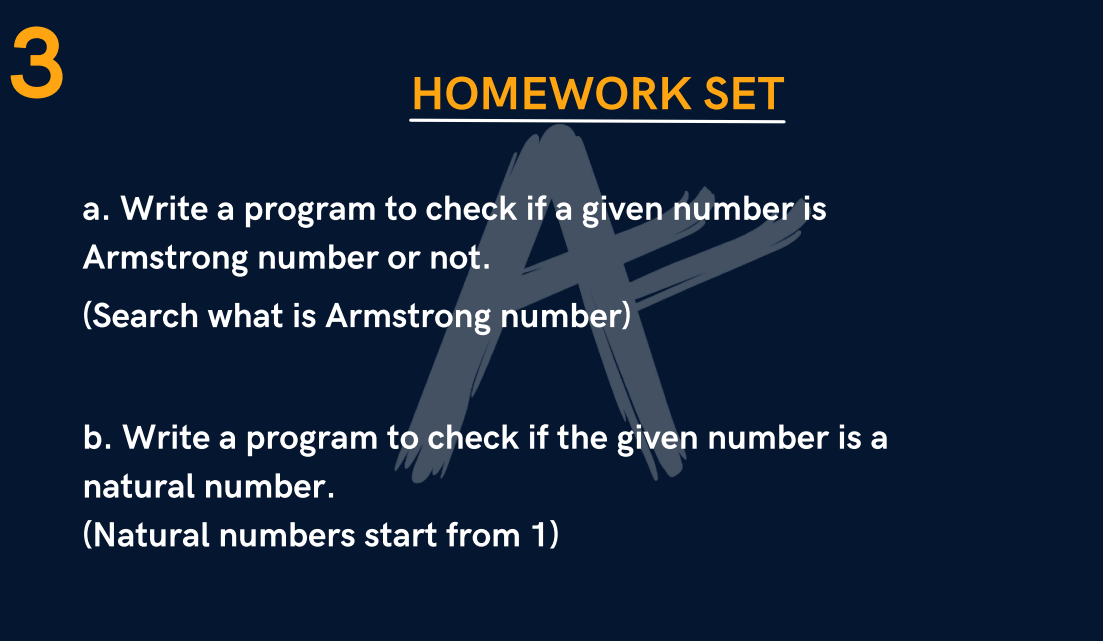 3
HOMEWORK SET
a. Write a program to check if a given number is
Armstrong number or not.
(Search what is Armstrong number)
b. Write a program to check if the given number is a
natural number.
(Natural numbers start from 1)